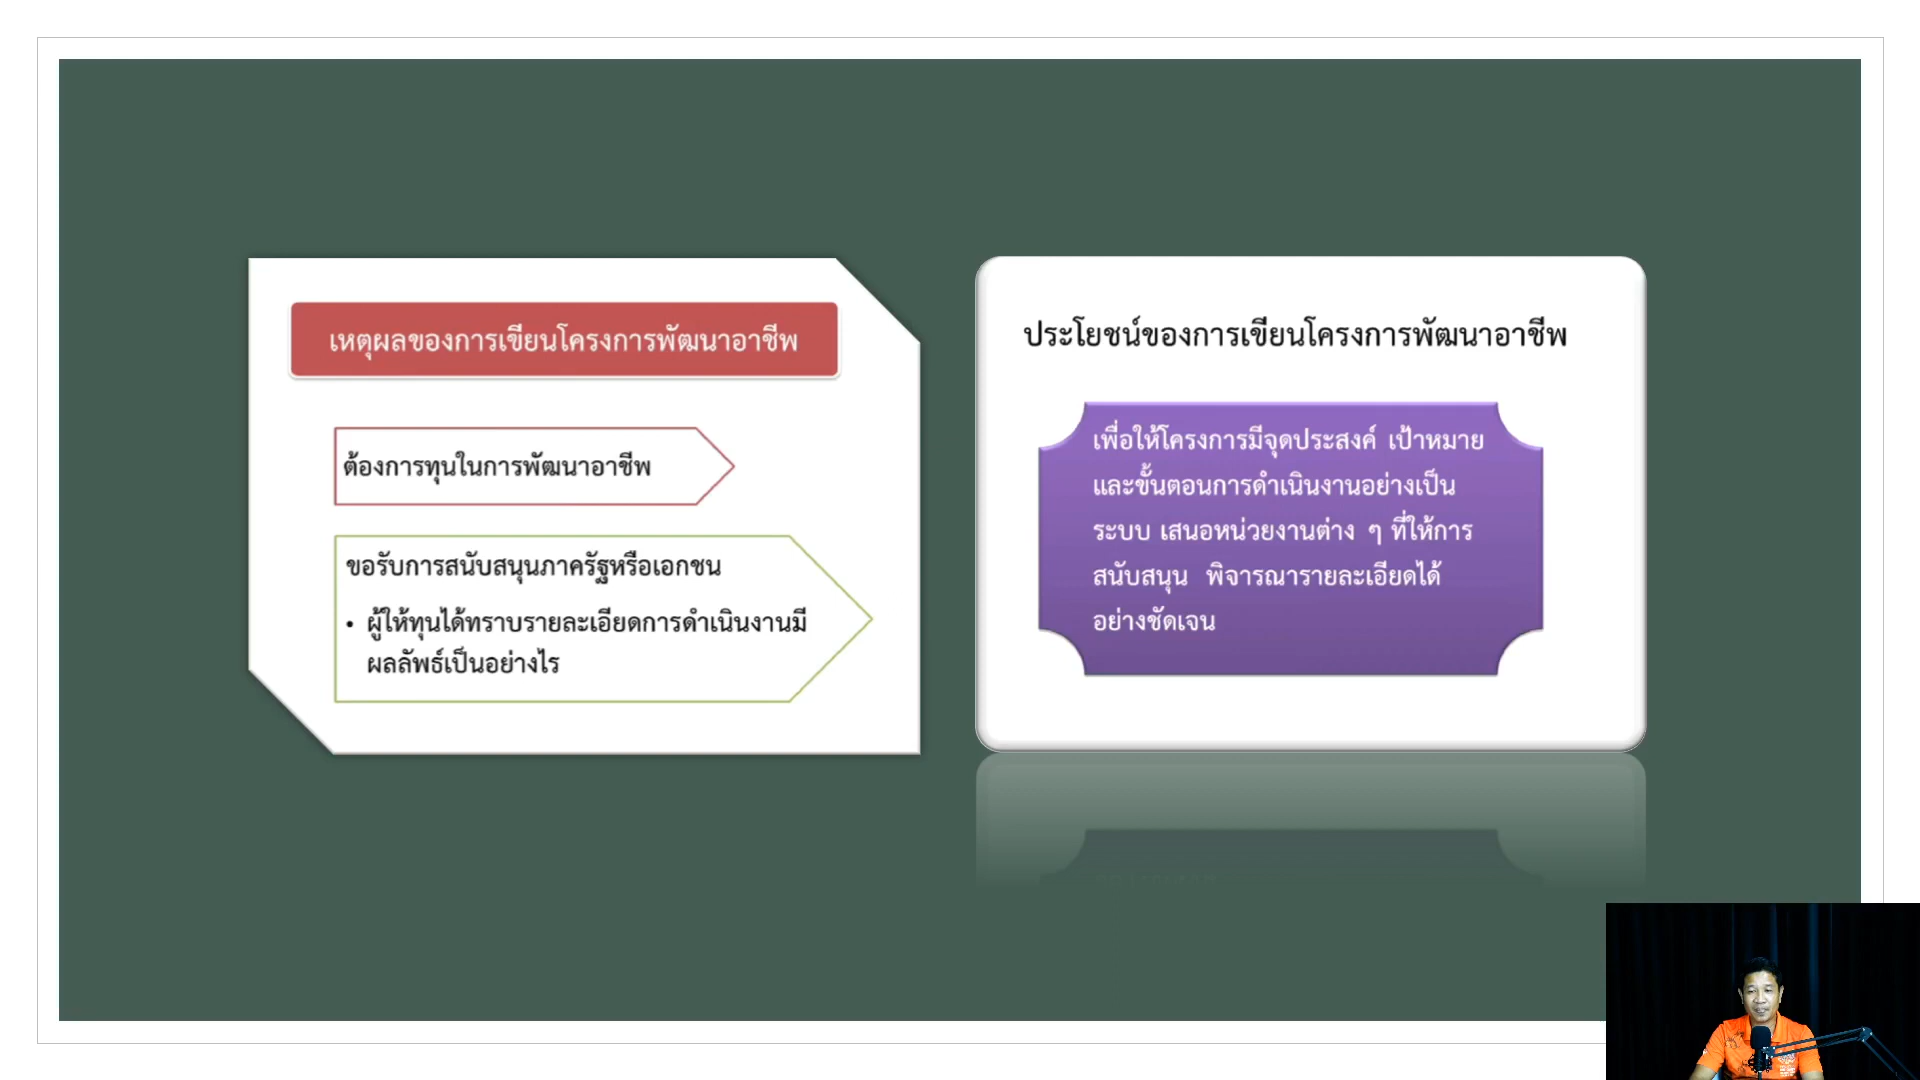 เหตุผลของการเขียนโครงการพัฒนาอาชีพ
ต้องการทุนในการพัฒนาอาชีพ
ขอรับการสนับสนุนภาครัฐหรือเอกชน
• ผู้ให้ทุนได้ทราบรายละเอียดการดำเนินงานมี
ผลลัพธ์เป็นอย่างไร
ประโยชน์ของการเขียนโครงการพัฒนาอาชีพ
เพื่อให้โครงการมีจุดประสงค์ เป้าหมาย
และขั้นตอนการดำเนินงานอย่างเป็น
ระบบ เสนอหน่วยงานต่าง ๆ ที่ให้การ
สนับสนุน พิจารณารายละเอียดได้
อย่างชัดเจน